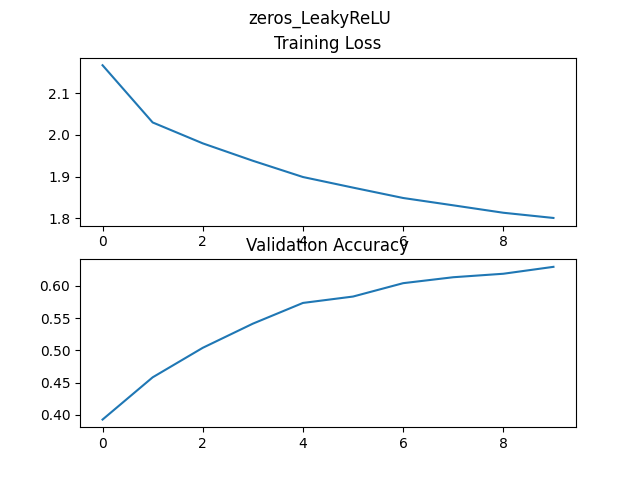 zeros_LeakyReLU
Training Loss
2.1
2.0
1.9
1.8
0 2 4 6 8
Validation Accuracy
0.60
0.55
0.50
0.45
0.40
0 2 4 6 8